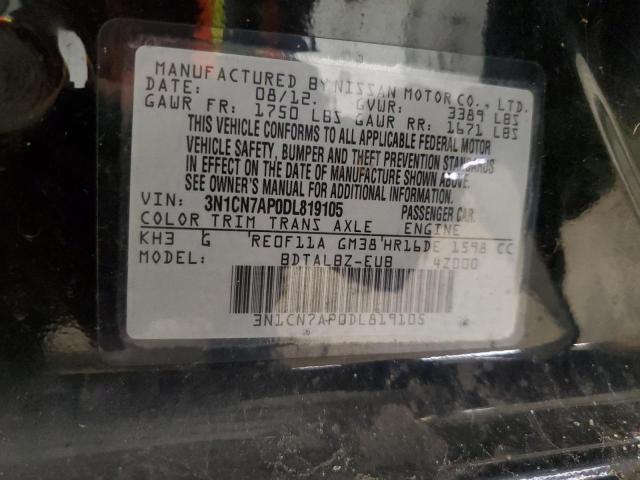 MANUFACTURED BY NISSAN MOTOR CO., LTD.
DATE: 08/12. GVWR: 3389 LBS
GAWR FR: 1750 LBS GAWR RR: 1671 LBS
THIS VEHICLE CONFORMS TO ALL APPLICABLE FEDERAL MOTOR
VEHICLE SAFETY, BUMPER AND THEFT PREVENTION STANDARDS
IN EFFECT ON THE DATE OF MANUFACTURE SHOWN ABOVE.
SEE OWNER'S MANUAL FOR ADDITIONAL INFORMATION.
VIN: 3N1CN7AP0DL819105 PASSENGER CAR
COLOR TRIM TRANS AXLE ENGINE
KH3 G RE0F11A GM38 HR16DE 1598 CC
MODEL: BDTALBZ-EUB 4Z000
3N1CN7AP0DL819105